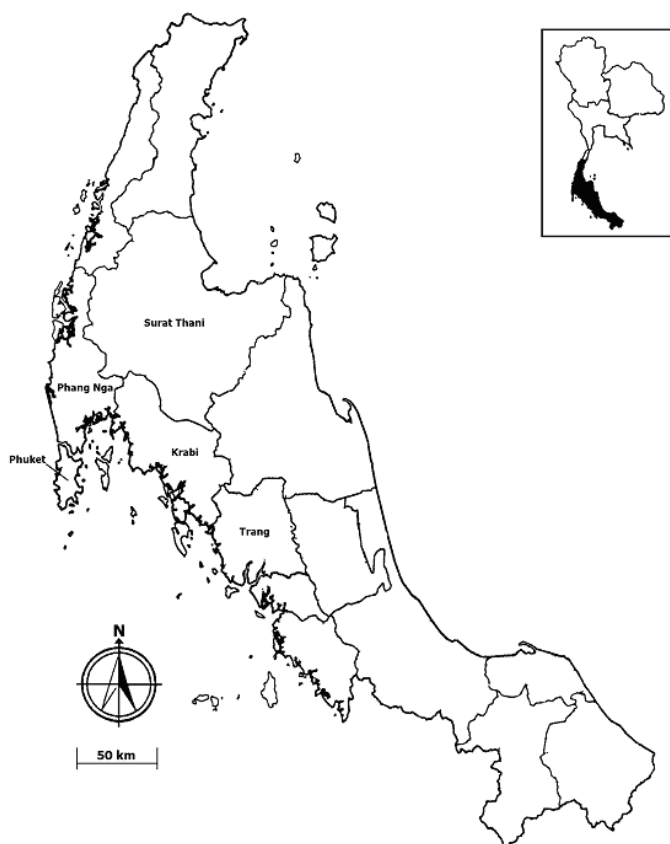 Surat Thani
Phang Nga
Krabi
Phuket
Trang
N
50 km